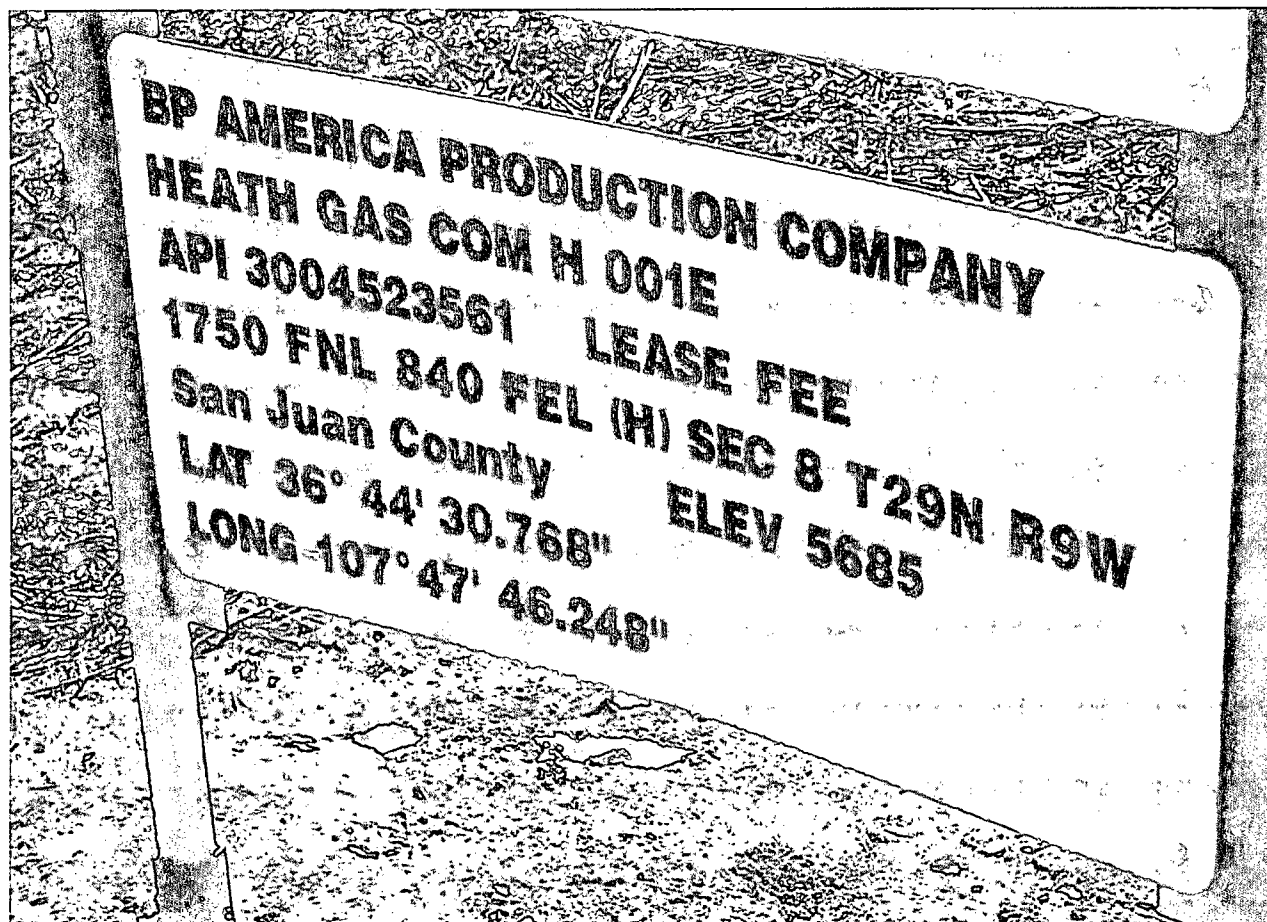 BP AMERICA PRODUCTION COMPANY
HEATH GAS COM H 001E
API 3004523561 LEASE FEE
1750 FNL 840 FEL (H) SEC 8 T29N R9W
San Juan County ELEV 5685
LAT 36° 44' 30.768"
LONG -107° 47' 46.248"